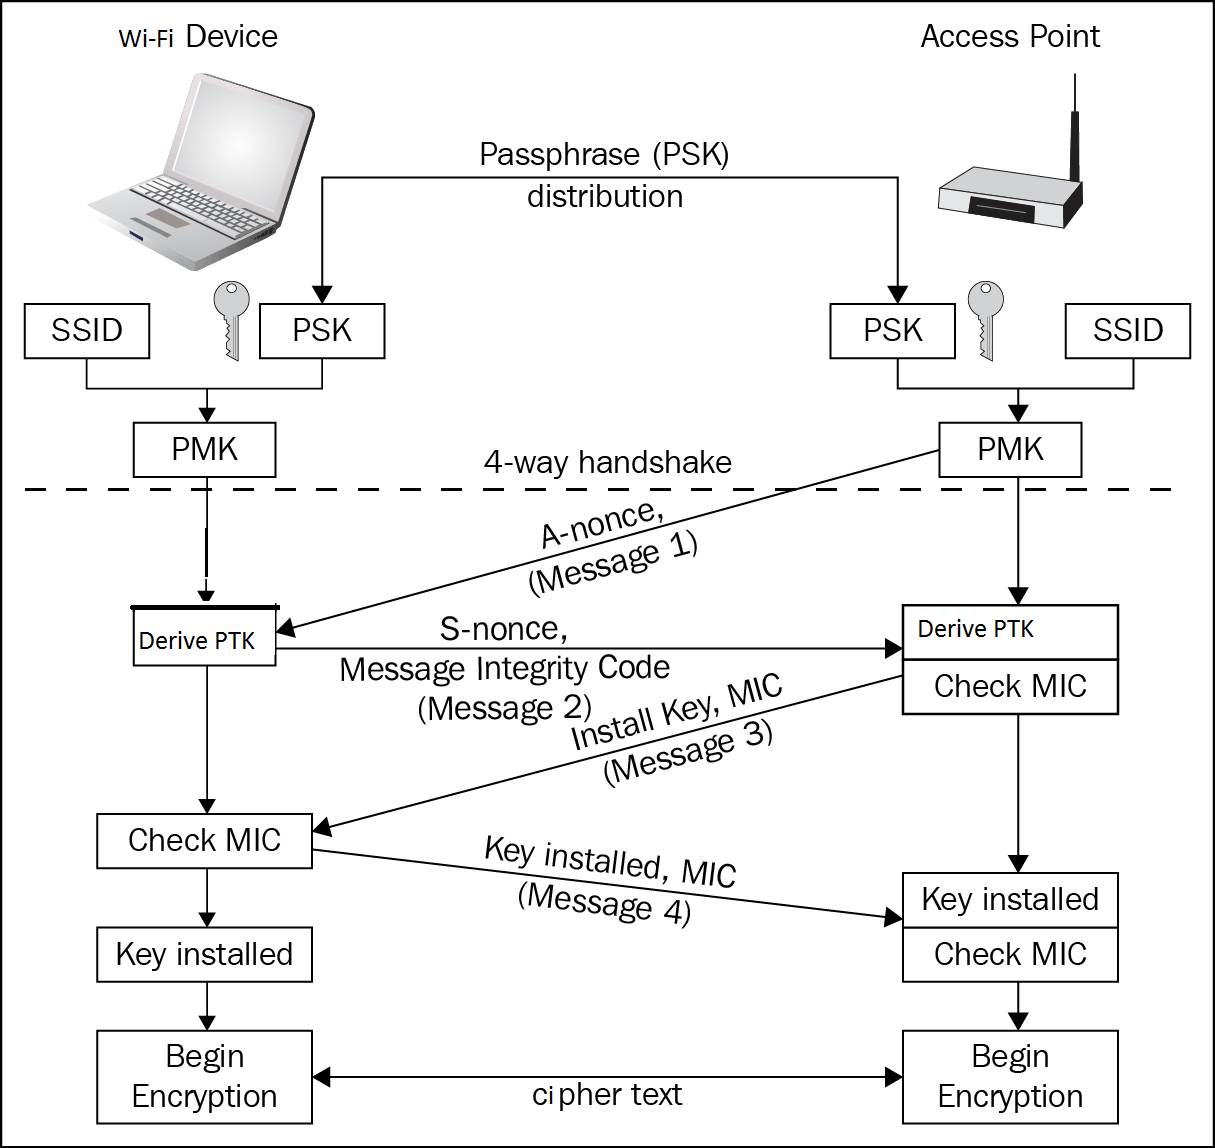 Wi-Fi Device
Access Point
Passphrase (PSK)
distribution
SSID
PSK
PSK
SSID
PMK
PMK
4-way handshake
A-nonce,
(Message 1)
Derive PTK
S-nonce,
Derive PTK
Message Integrity Code
Check MIC
(Message 2)
Install Key, MIC
(Message 3)
Check MIC
Key installed, MIC
(Message 4)
Key installed
Key installed
Check MIC
Begin
Encryption
Begin
Encryption
cipher text